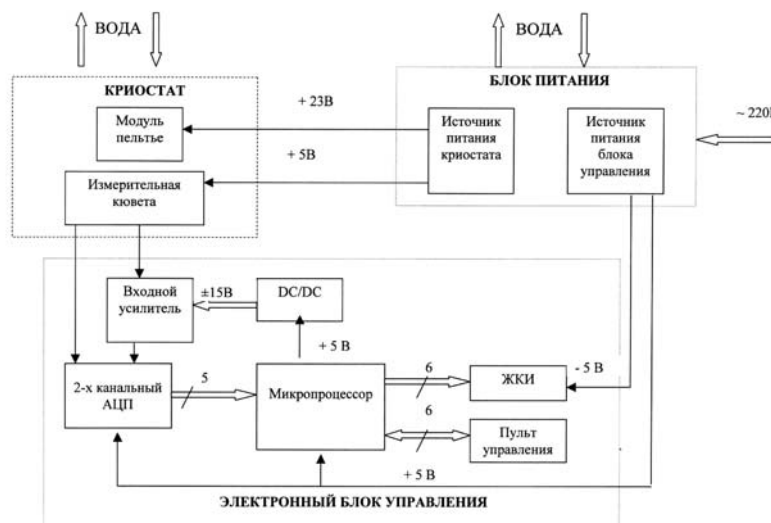 ВОДА
ВОДА
КРИОСТАТ
БЛОК ПИТАНИЯ
+ 23В
~ 220В
Модуль
пельтье
Источник
питания
криостата
Источник
питания
блока
управления
+ 5В
Измерительная
кювета
Входной
усилитель
±15В
DC/DC
+ 5 В
2-х канальный
АЦП
5
Микропроцессор
6
ЖКИ
- 5 В
6
Пульт
управления
+ 5 В
ЭЛЕКТРОННЫЙ БЛОК УПРАВЛЕНИЯ